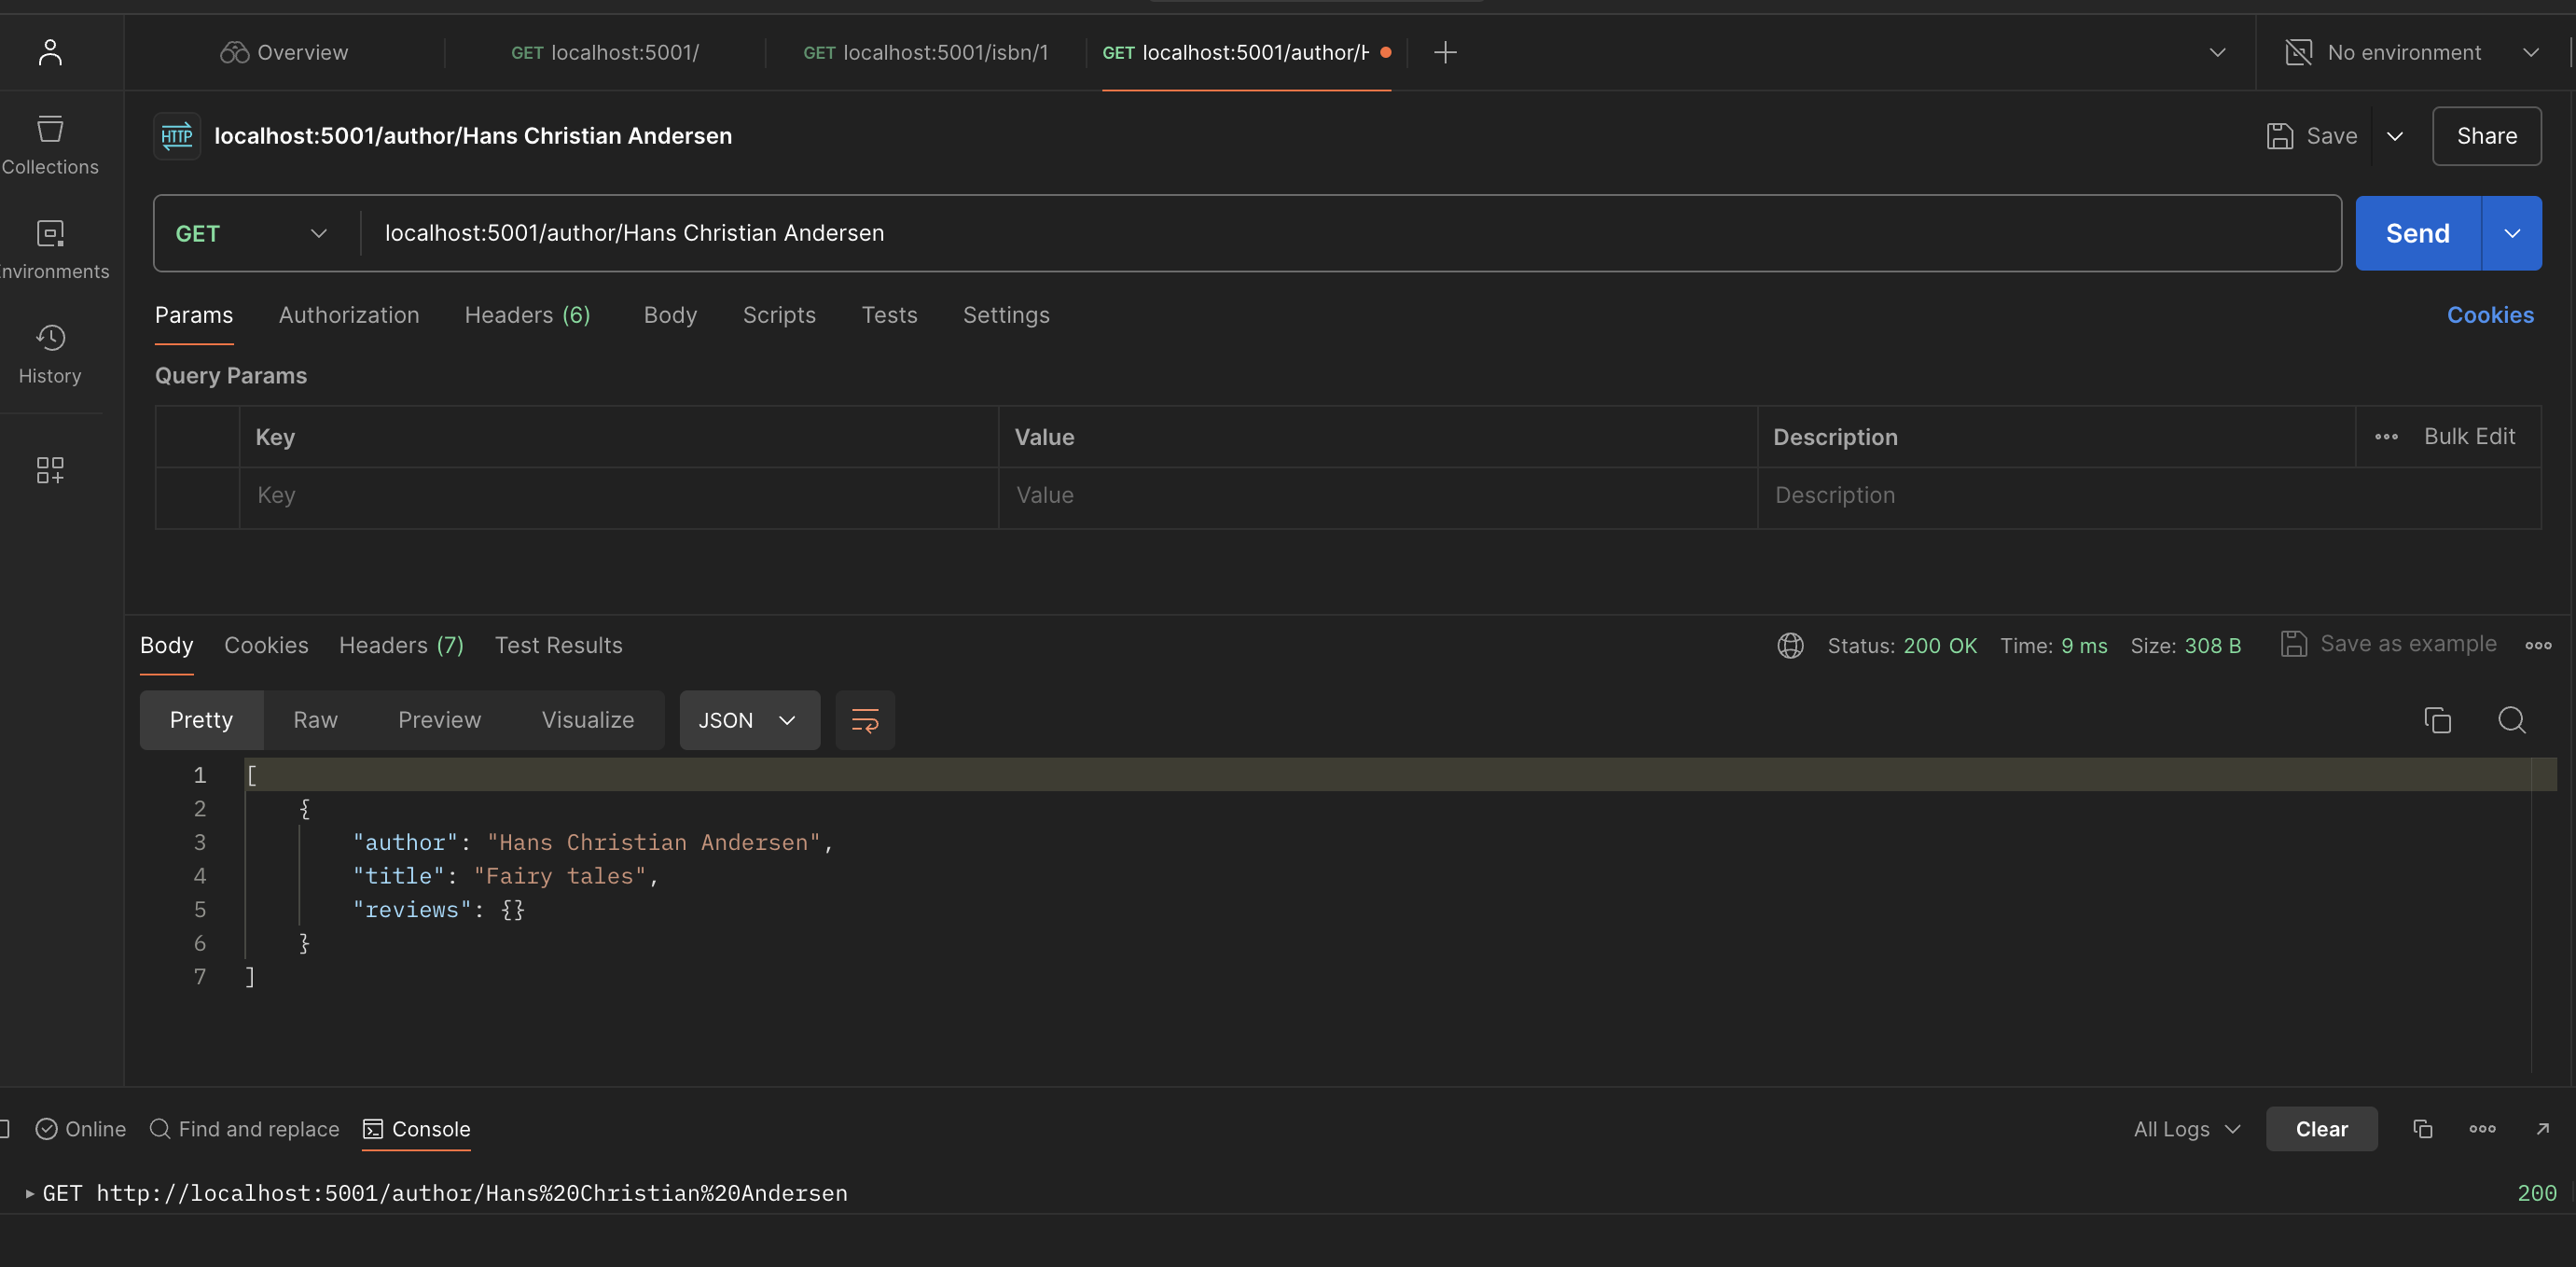 Overview
GET localhost:5001/
GET localhost:5001/isbn/1
GET localhost:5001/author/H
No environment
HTTP localhost:5001/author/Hans Christian Andersen
Save
Share
Collections
GET localhost:5001/author/Hans Christian Andersen
Send
nvironments
Params Authorization Headers (6) Body Scripts Tests Settings
Cookies
History
Query Params
Key Value Description ••• Bulk Edit
Key Value Description
Body Cookies Headers (7) Test Results
Status: 200 OK Time: 9 ms Size: 308 B
Save as example
Pretty Raw Preview Visualize JSON
1 [
2 {
3 "author": "Hans Christian Andersen",
4 "title": "Fairy tales",
5 "reviews": {}
6 }
7 ]
Online Find and replace Console
All Logs Clear
GET http://localhost:5001/author/Hans%20Christian%20Andersen 200